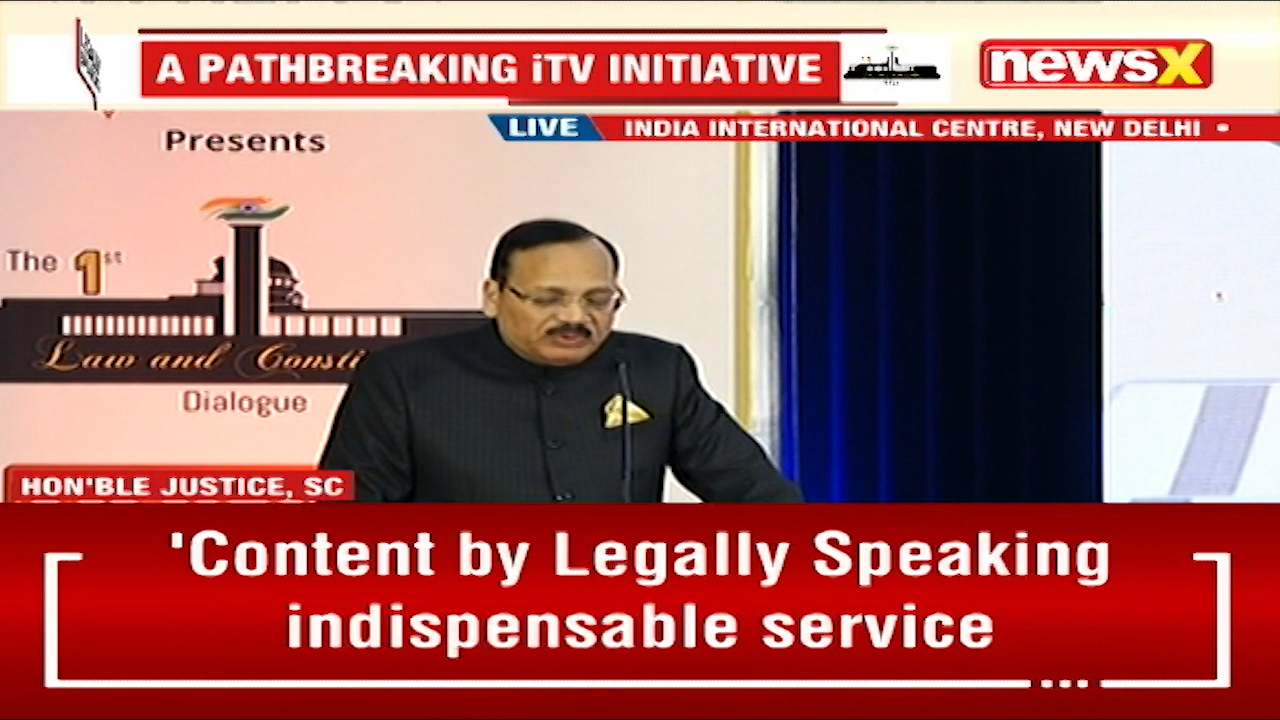 A PATHBREAKING iTV INITIATIVE
newsX
LIVE
INDIA INTERNATIONAL CENTRE, NEW DELHI
Presents
The 1st
Law and Consti
Dialogue
HON'BLE JUSTICE, SC
'Content by Legally Speaking
indispensable service